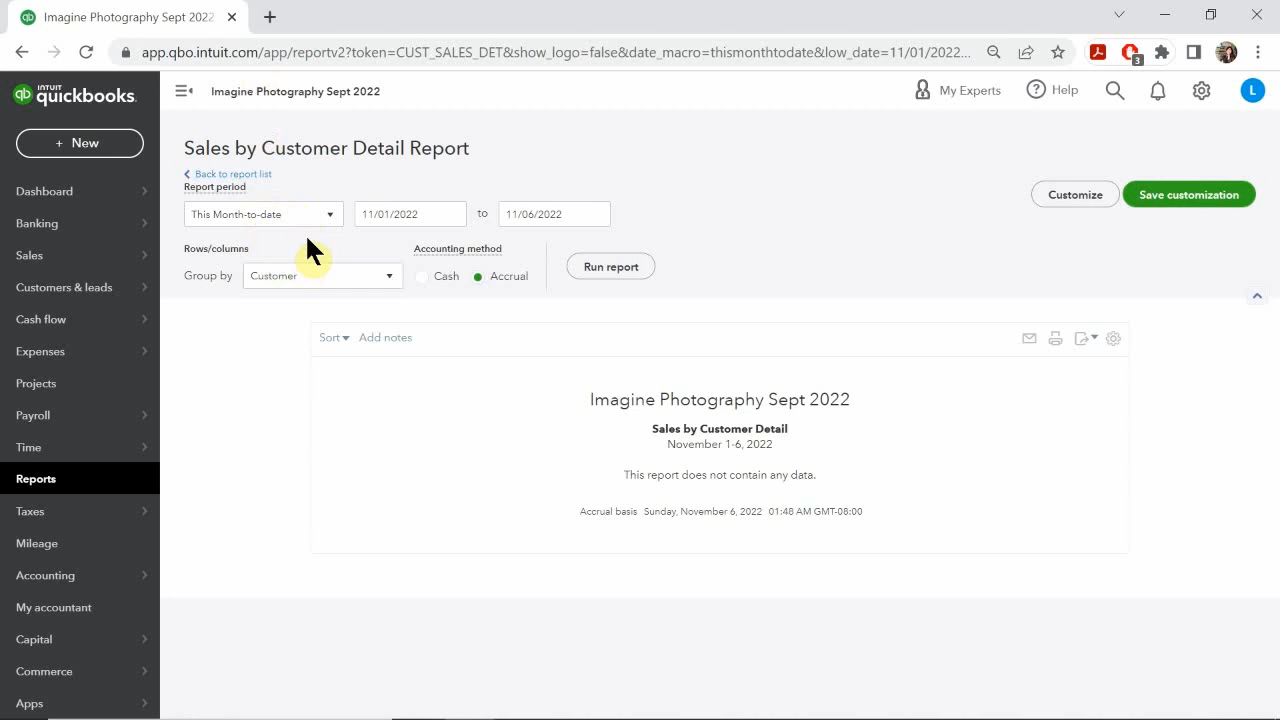 Imagine Photography Sept 2022
app.qbo.intuit.com/app/reportv2?token=CUST_SALES_DET&show_logo=false&date_macro=thismonthtodate&low_date=11/01/2022...
3
qb INTUIT quickbooks.
Imagine Photography Sept 2022
My Experts
Help
L
+ New
Dashboard
Banking
Sales
Customers & leads
Cash flow
Expenses
Projects
Payroll
Time
Reports
Taxes
Mileage
Accounting
My accountant
Capital
Commerce
Apps
Sales by Customer Detail Report
Back to report list
Report period
This Month-to-date 11/01/2022 to 11/06/2022
Customize Save customization
Rows/columns Accounting method
Group by Customer Cash Accrual Run report
Sort Add notes
Imagine Photography Sept 2022
Sales by Customer Detail
November 1-6, 2022
This report does not contain any data.
Accrual basis Sunday, November 6, 2022 01:48 AM GMT-08:00